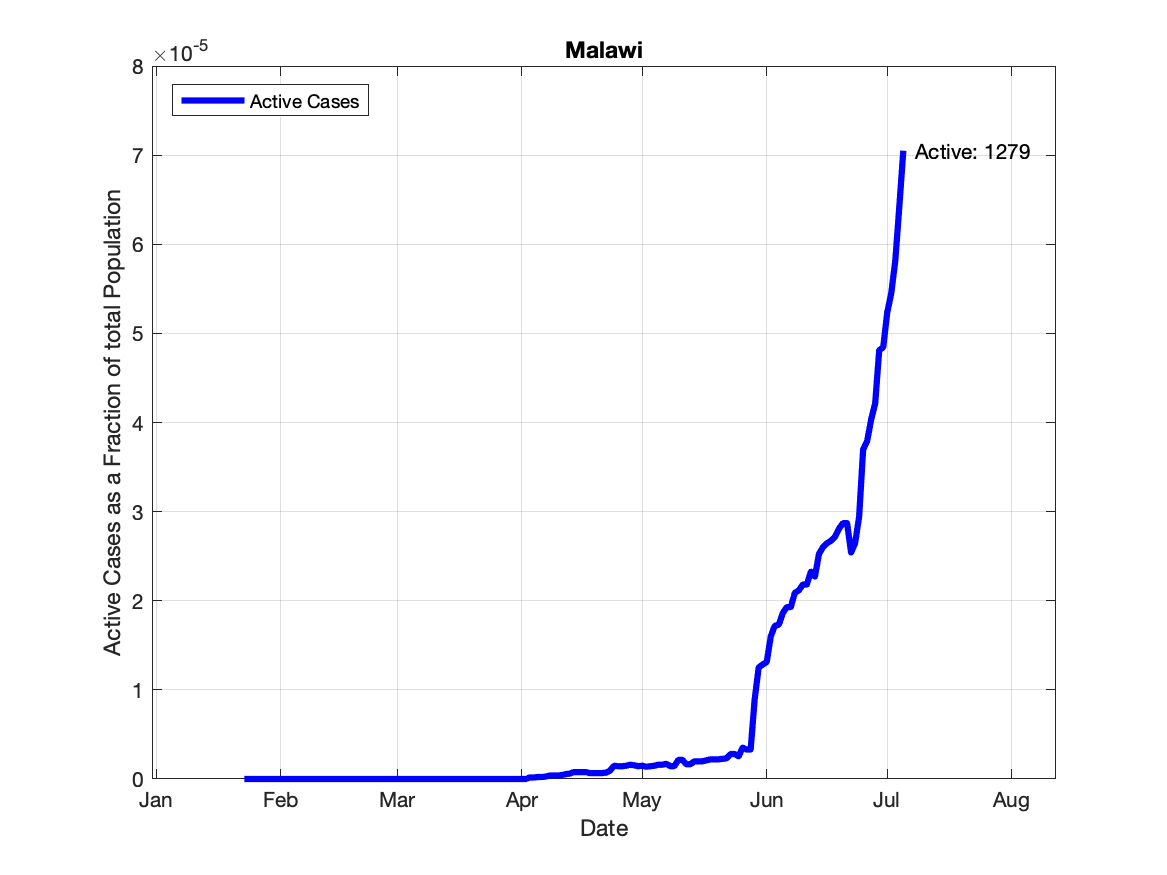 Malawi
×10-5
8
7
6
5
4
3
2
1
0
Active Cases
Active: 1279
Active Cases as a Fraction of total Population
Jan Feb Mar Apr May Jun Jul Aug
Date